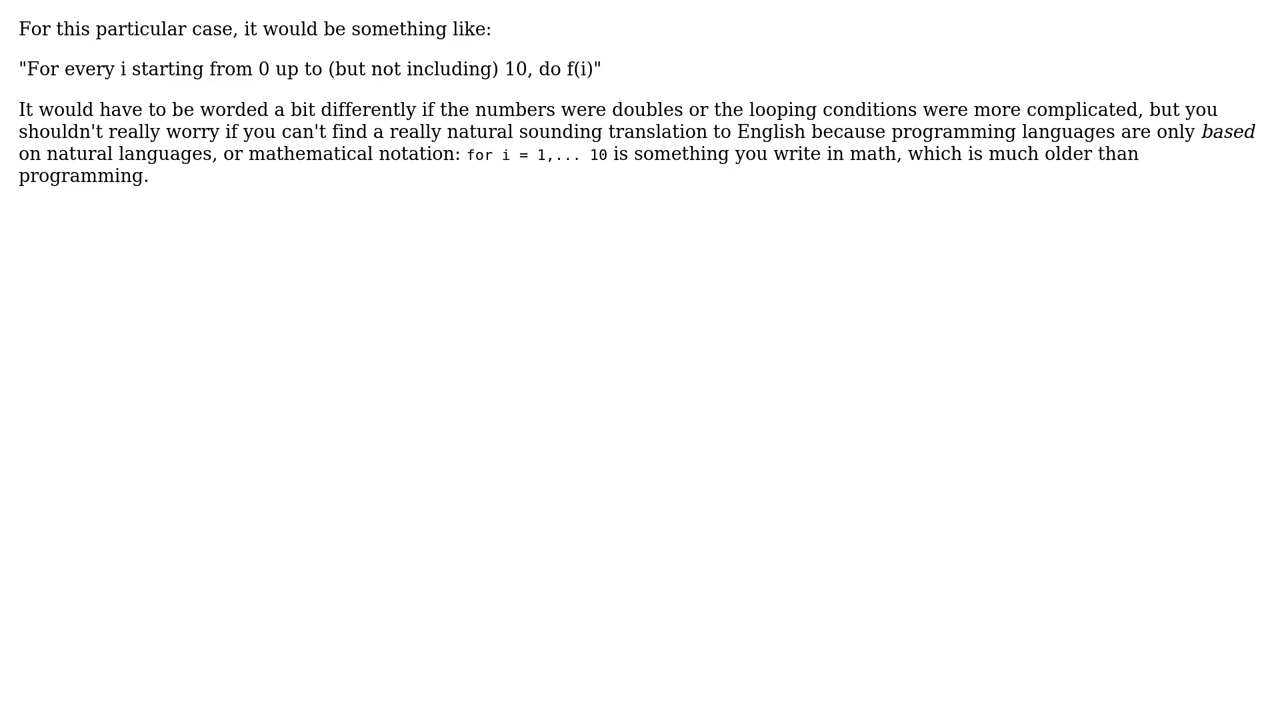 For this particular case, it would be something like:
"For every i starting from 0 up to (but not including) 10, do f(i)"
It would have to be worded a bit differently if the numbers were doubles or the looping conditions were more complicated, but you
shouldn't really worry if you can't find a really natural sounding translation to English because programming languages are only based
on natural languages, or mathematical notation: for i = 1,... 10 is something you write in math, which is much older than
programming.